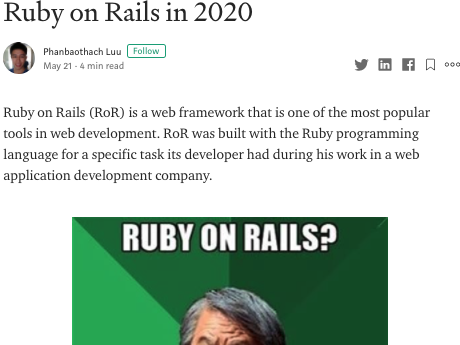 Ruby on Rails in 2020
Phanbaothach Luu Follow
May 21 · 4 min read
Ruby on Rails (RoR) is a web framework that is one of the most popular
tools in web development. RoR was built with the Ruby programming
language for a specific task its developer had during his work in a web
application development company.
RUBY ON RAILS?